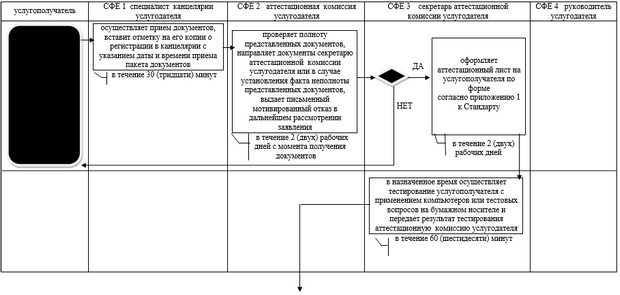 услугополучатель
СФЕ 1 специалист канцелярии
услугодателя
СФЕ 2 аттестационная комиссия
услугодателя
СФЕ 3 секретарь аттестационной
комиссии услугодателя
СФЕ 4 руководитель
услугодателя
осуществляет прием документов,
вставит отметку на его копии о
регистрации в канцелярии с
указанием даты и времени приема
пакета документов
в течение 30 (тридцати) минут
проверяет полноту
представленных документов,
направляет документы секретарю
аттестационной комиссии
услугодателя или в случае
установления факта неполноты
представленных документов,
выдает письменный
мотивированный отказ в
дальнейшем рассмотрении
заявления
в течение 2 (двух) рабочих
дней с момента получения
документов
ДА
НЕТ
оформляет
аттестационный лист на
услугополучателя по
форме
согласно приложению 1
к Стандарту
в течение 2 (двух)
рабочих дней
в назначенное время осуществляет
тестирование услугополучателя с
применением компьютеров или тестовых
вопросов на бумажном носителе и
передает результат тестирования
аттестационную комиссию услугодателя
в течение 60 (шестидесяти) минут